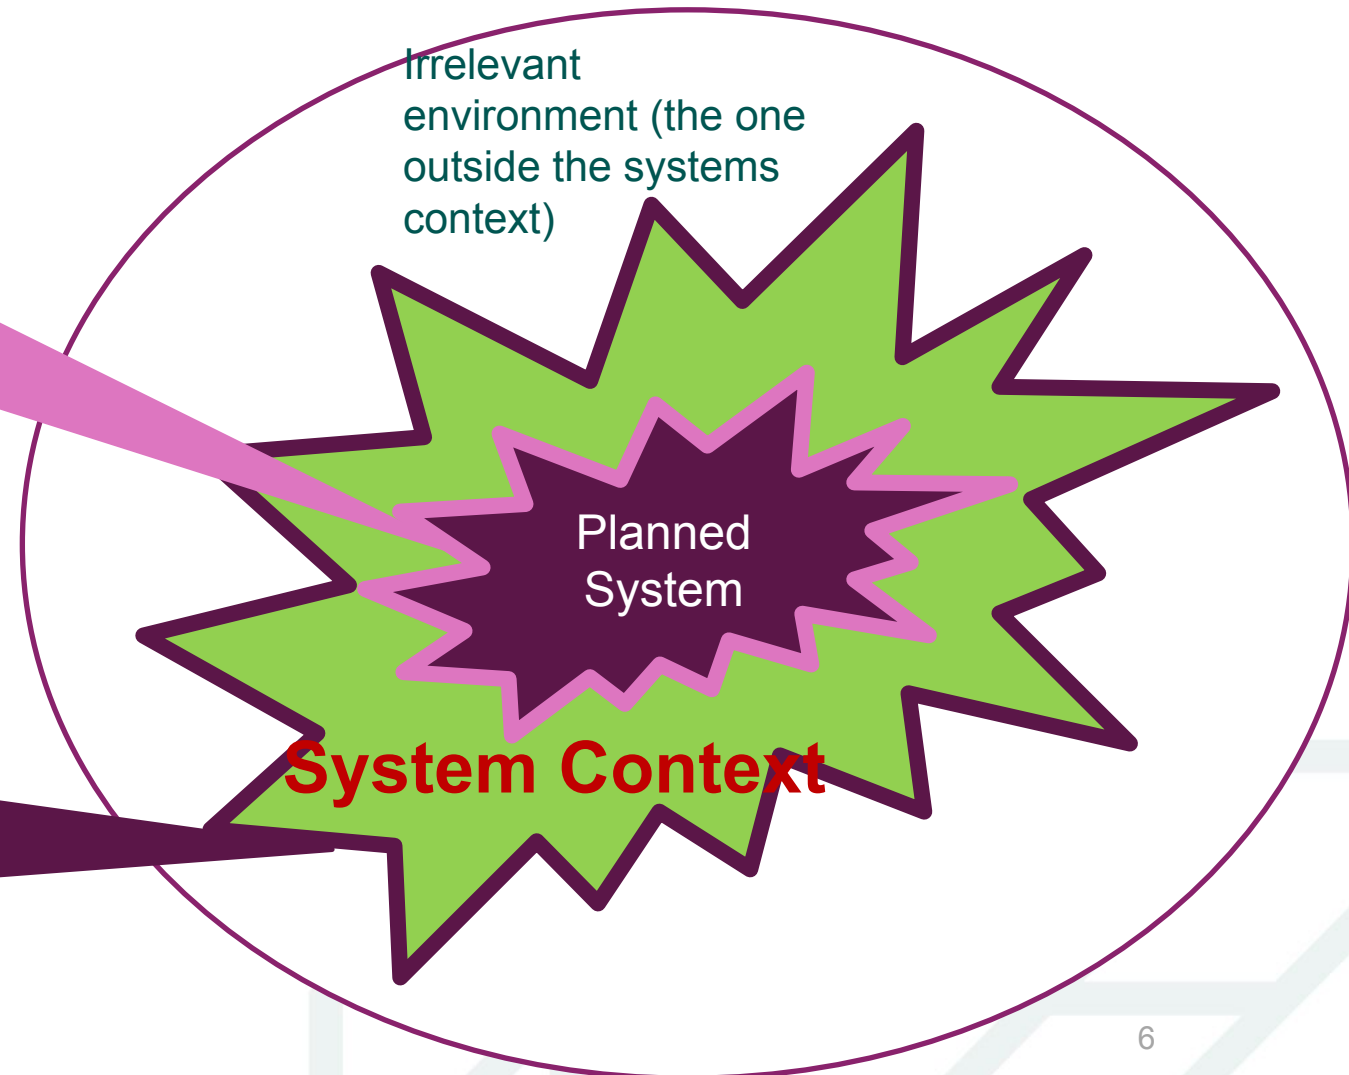 Irrelevant
environment (the one
outside the systems
context)
Planned
System
System Context
6